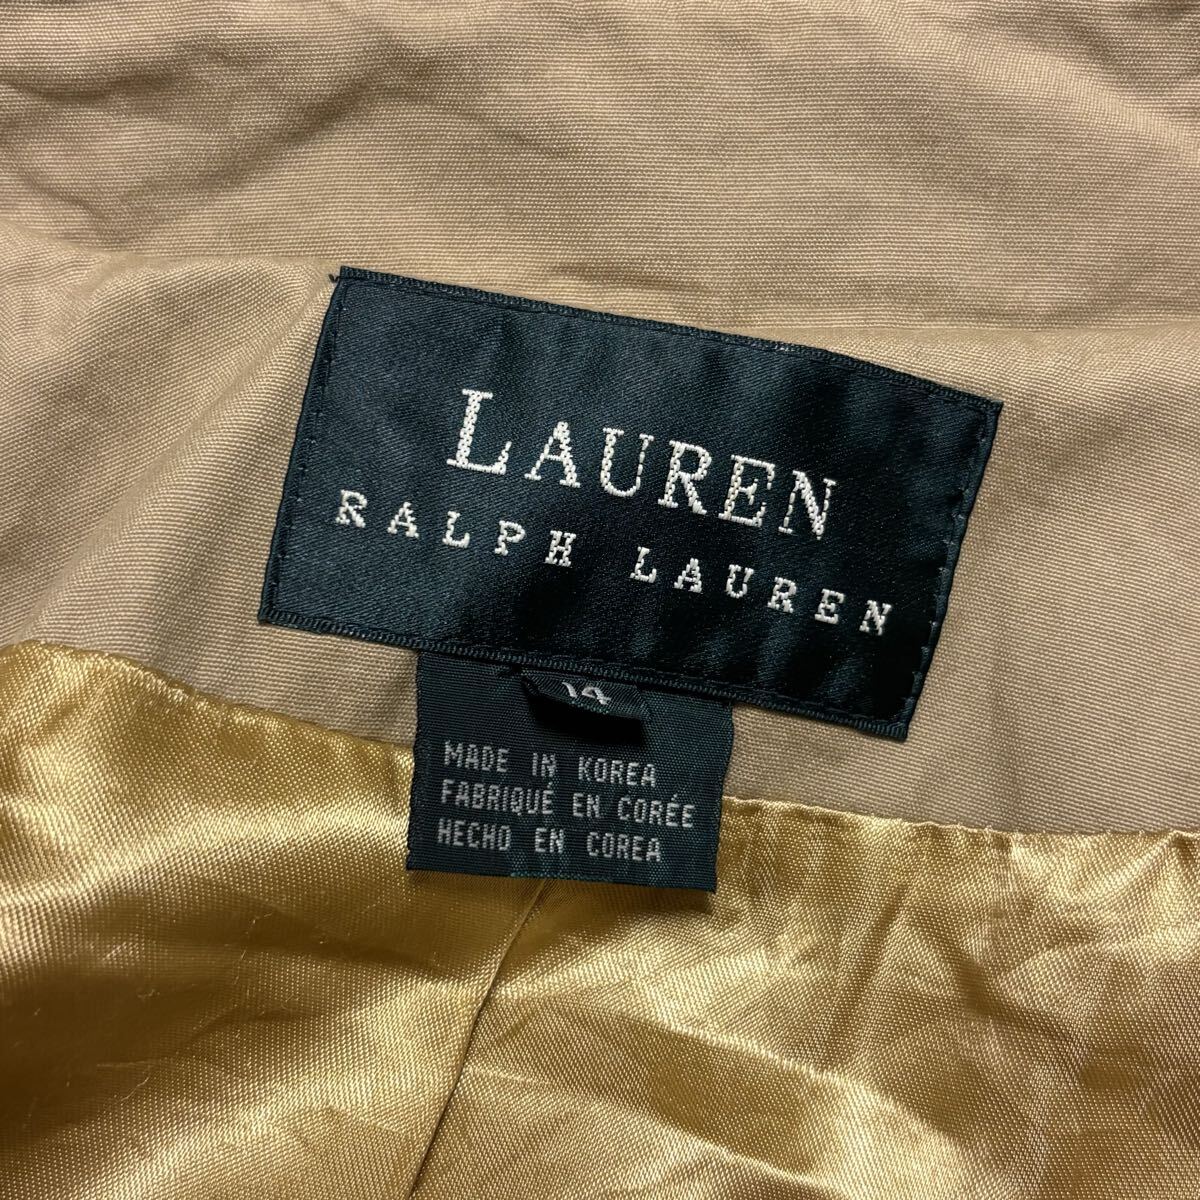 LAUREN
RALPH LAUREN
14
MADE IN KOREA
FABRIQUÉ EN CORÉE
HECHO EN COREA